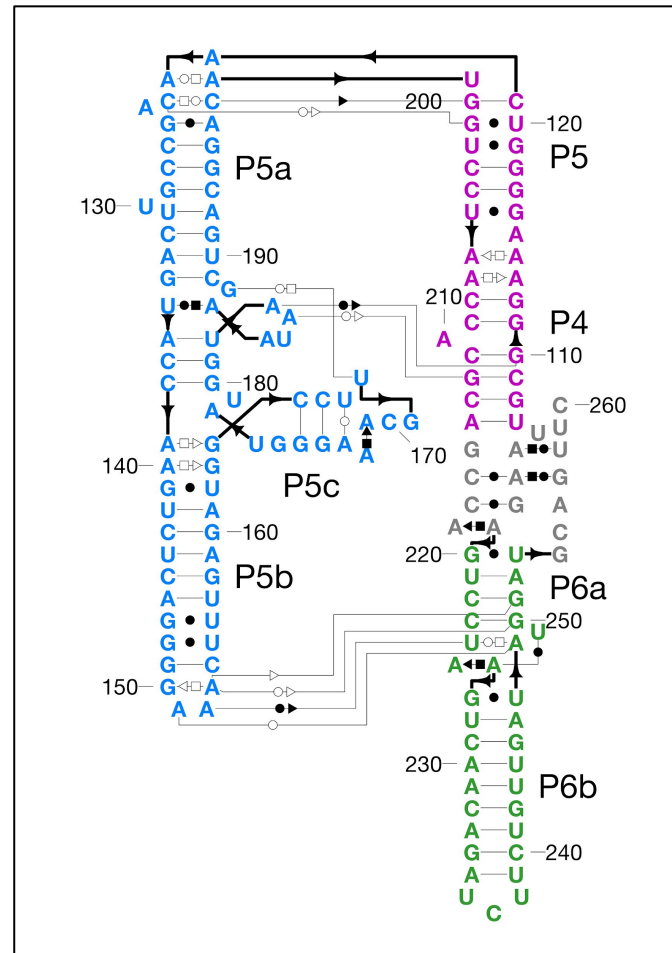 A
A A U
A C C 200 G C
G A G U 120
C G U G P5
C G P5a C G
G C C G
130 U U A U G
C G A
A U 190 A A
G C G A A
U A A 210 C G
A C G P4
A U AU A
C G C G 110
C G 180 U G C
A U C C U C G C 260
U G G G A A C G A U U U
A G 170 A G A U
140 A G P5c C A G
G U C G A
U A A A C
C G 160
U A 220 G U G
C G P5b U A P6a
A U C G
G U C G 250
G U U A U
G C A A
150 G A G U
A A U A
C G
230 A U
A U P6b
C G
A U
G C 240
A U
U U
C